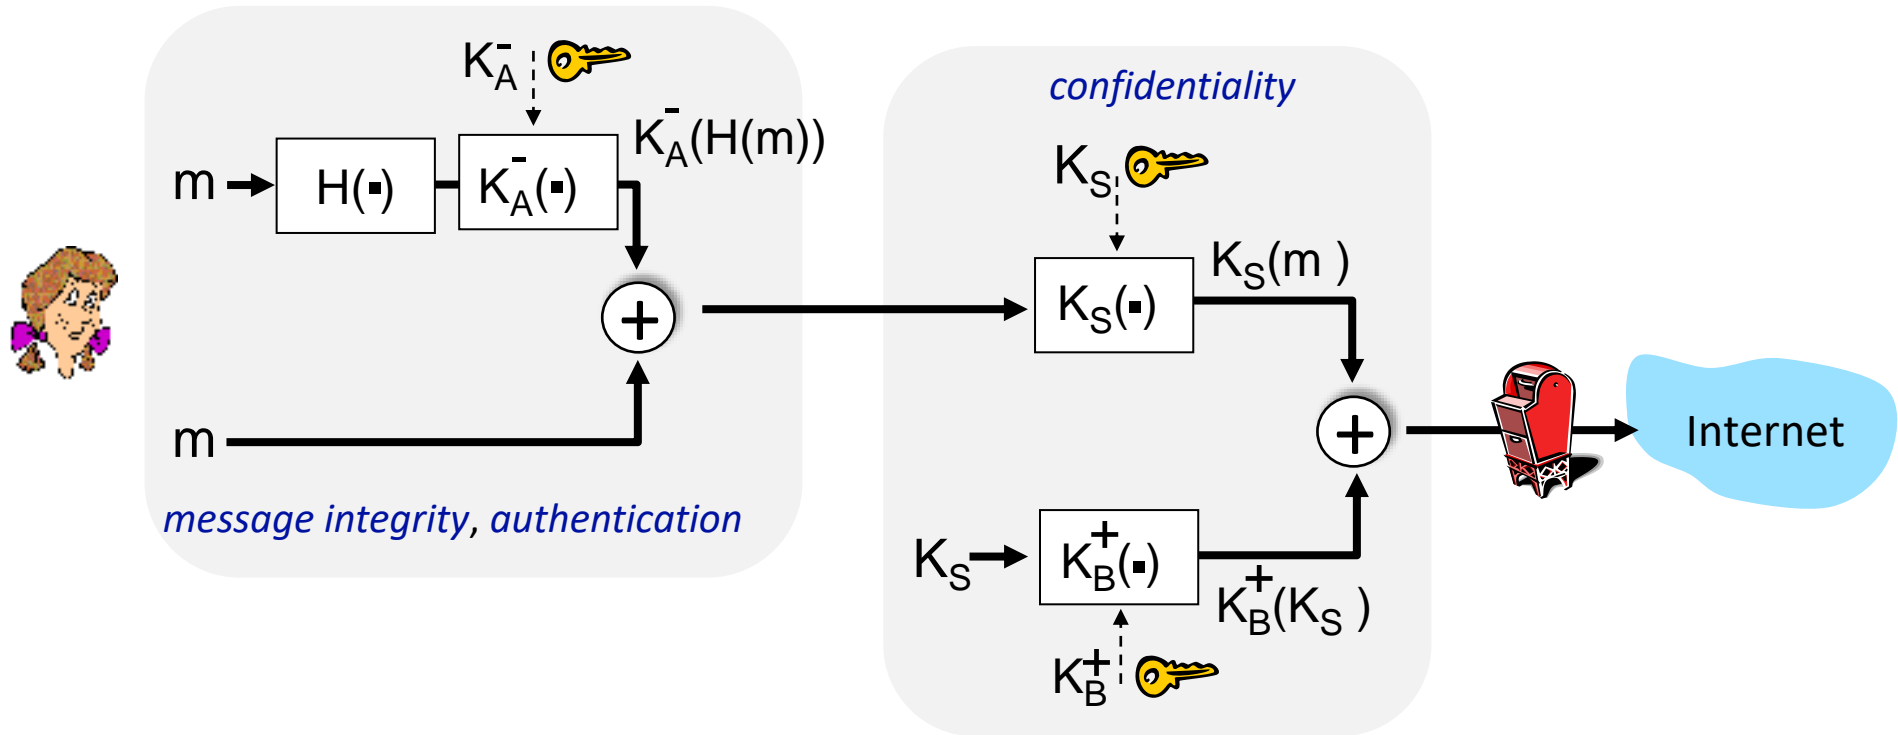 K_A^-
K_A^-(H(m))
m
H(▪)
K_A^-(▪)
m
message integrity, authentication
confidentiality
K_S
K_S(▪)
K_S(m )
+
+
K_S
K_B^+(▪)
K_B^+(K_S )
K_B^+
Internet